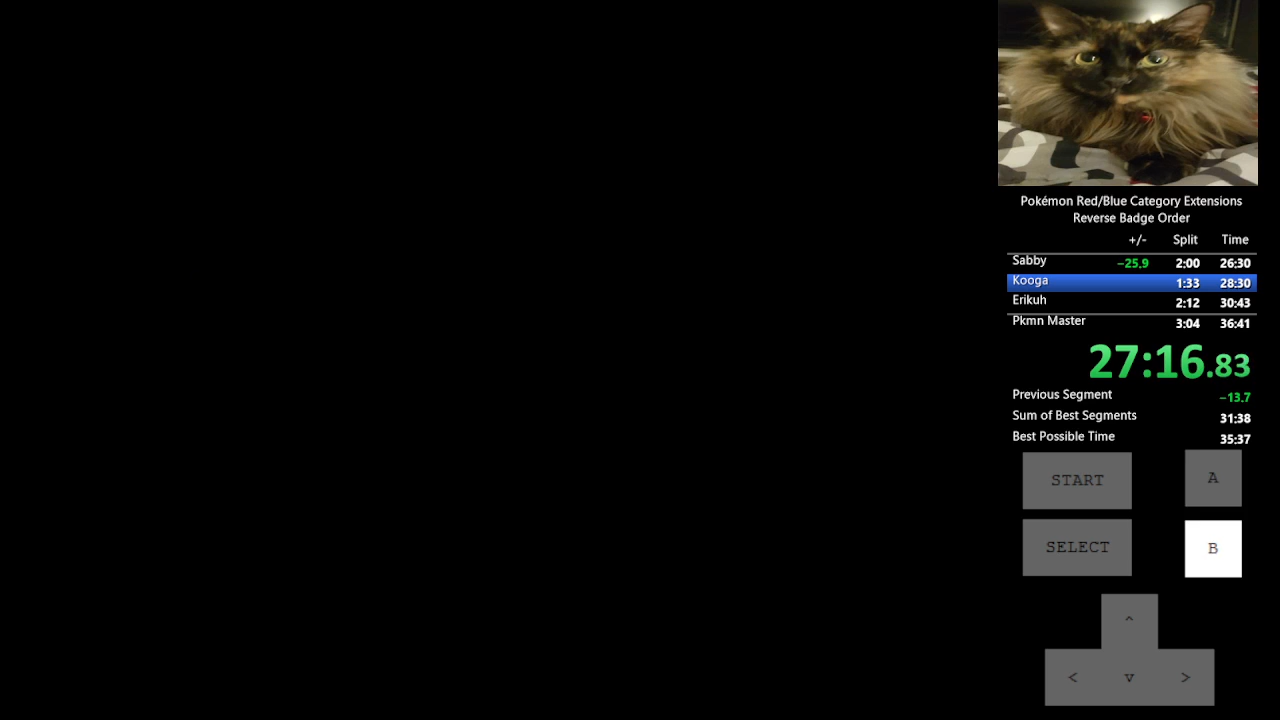 Pokémon Red/Blue Category Extensions
Reverse Badge Order
+/- Split Time
Sabby −25.9 2:00 26:30
Kooga 1:33 28:30
Erikuh 2:12 30:43
Pkmn Master 3:04 36:41
27:16.83
Previous Segment −13.7
Sum of Best Segments 31:38
Best Possible Time 35:37
START A
SELECT B
^
< v >